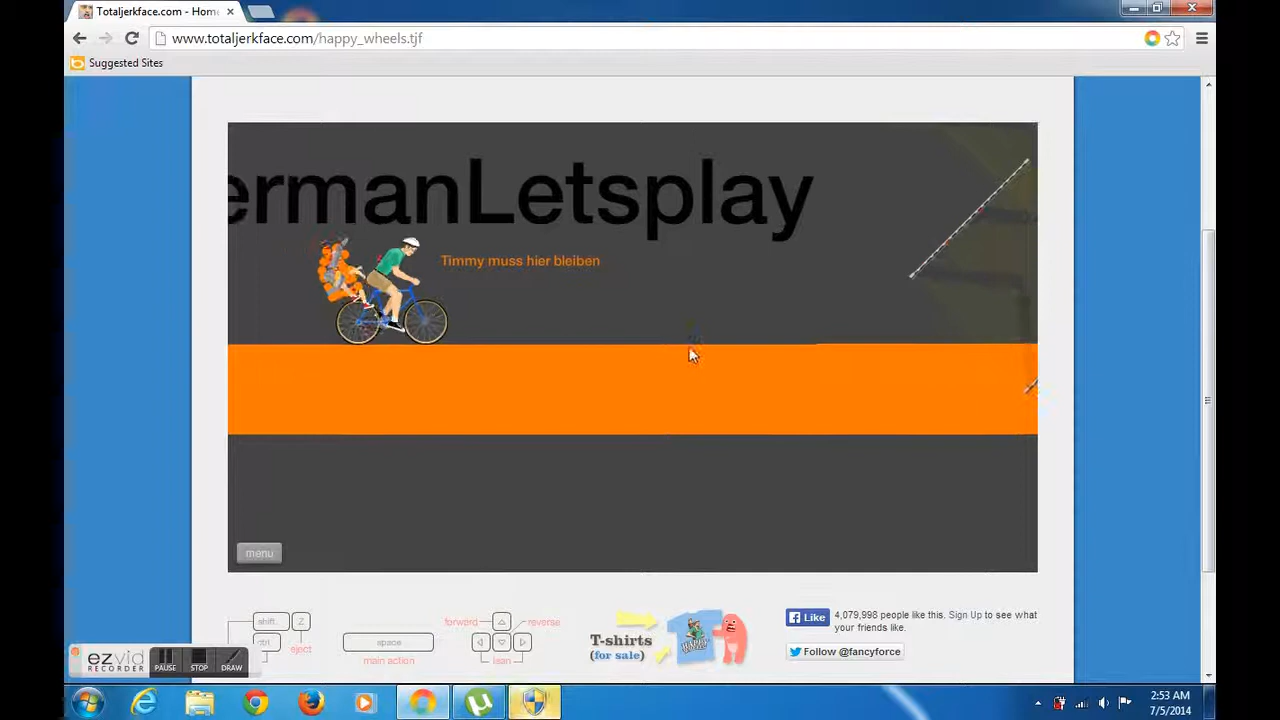 Totaljerkface.com - Hom
www.totaljerkface.com/happy_wheels.tjf
Suggested Sites
ermanLetsplay
Timmy muss hier bleiben
menu
shift
Z
ctrl
eject
space
main action
forward
reverse
lean
T-shirts
(for sale)
Like
4,079,996 people like this. Sign Up to see what
your friends like.
Follow @fancyforce
ezvid
RECORDER
PAUSE
STOP
DRAW
2:53 AM
7/5/2014